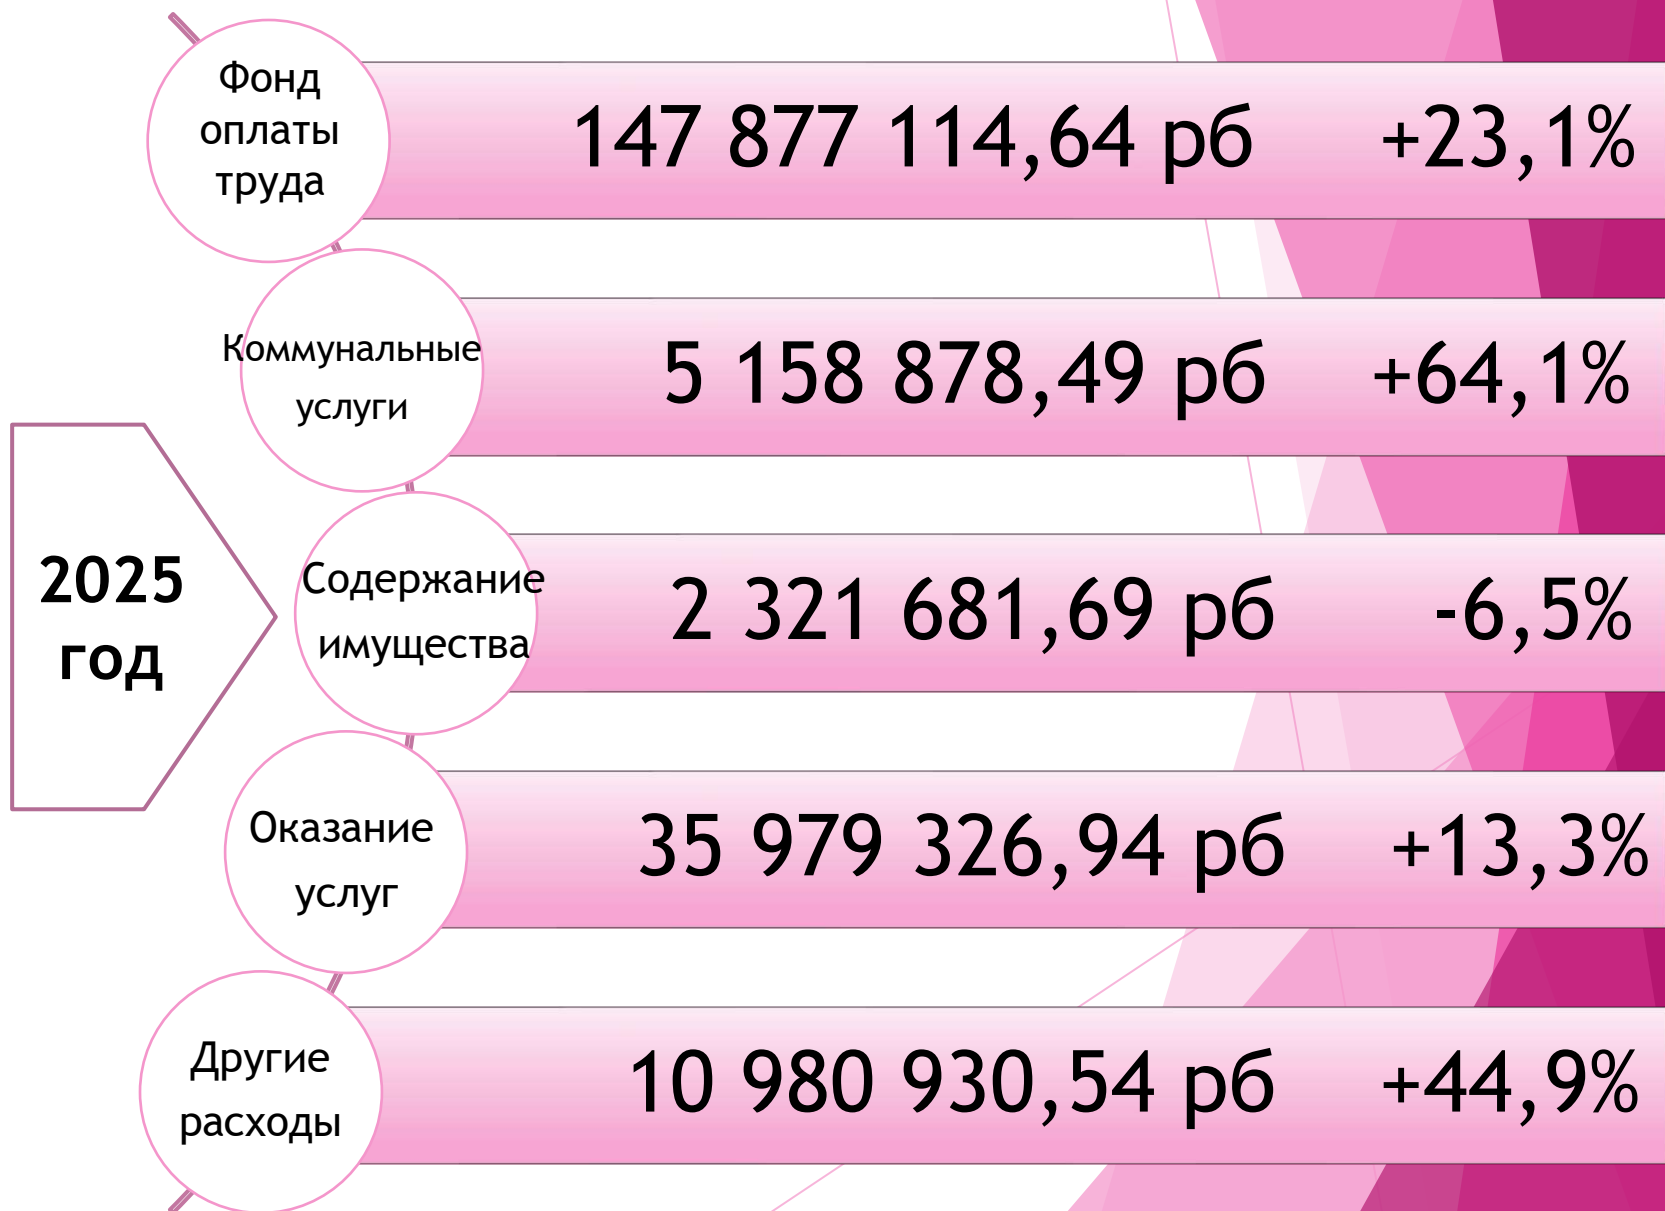 Фонд
оплаты
труда
147 877 114,64 рб +23,1%
Коммунальные
услуги
5 158 878,49 рб +64,1%
2025
год
Содержание
имущества
2 321 681,69 рб -6,5%
Оказание
услуг
35 979 326,94 рб +13,3%
Другие
расходы
10 980 930,54 рб +44,9%